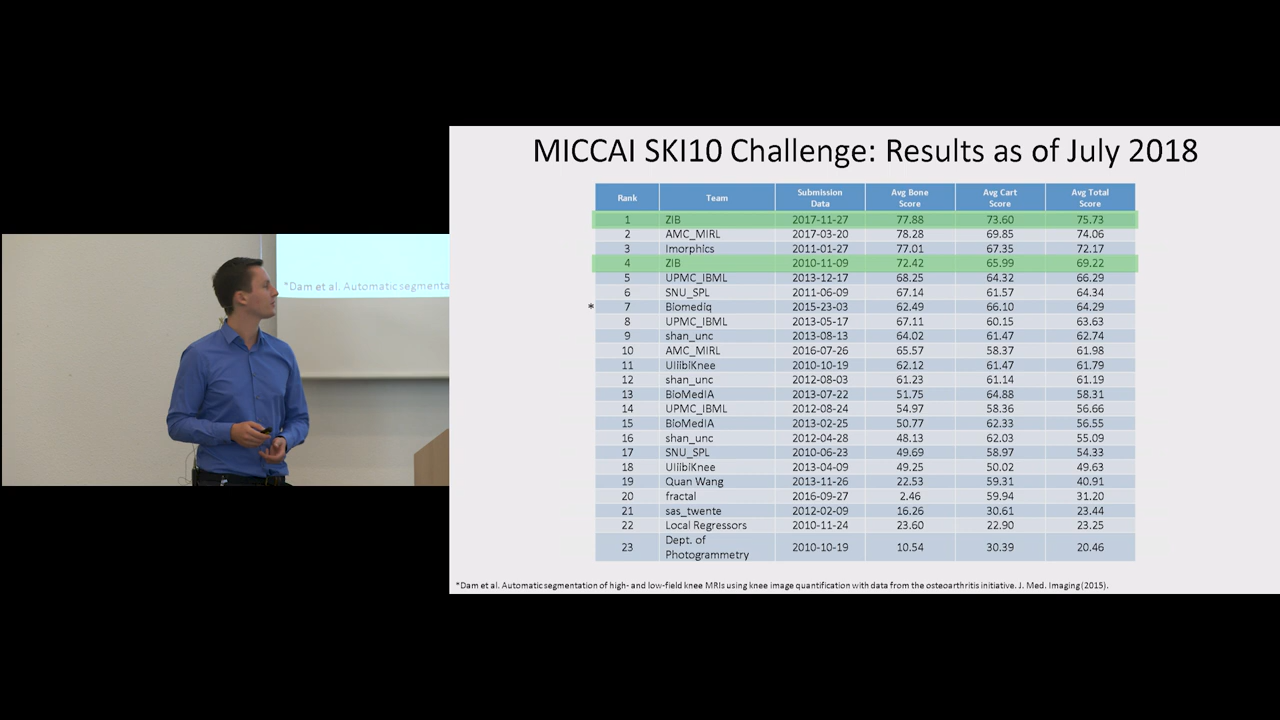 MICCAI SKI10 Challenge: Results as of July 2018
Rank Team Submission Data Avg Bone Score Avg Cart Score Avg Total Score
1 ZIB 2017-11-27 77.88 73.60 75.73
2 AMC_MIRL 2017-03-20 78.28 69.85 74.06
3 Imorphics 2011-01-27 77.01 67.35 72.17
4 ZIB 2010-11-09 72.42 65.99 69.22
5 UPMC_IBML 2013-12-17 68.25 64.32 66.29
6 SNU_SPL 2011-06-09 67.14 61.57 64.34
* 7 Biomediq 2015-23-03 62.49 66.10 64.29
8 UPMC_IBML 2013-05-17 67.11 60.15 63.63
9 shan_unc 2013-08-13 64.02 61.47 62.74
10 AMC_MIRL 2016-07-26 65.57 58.37 61.98
11 UIiibiKnee 2010-10-19 62.12 61.47 61.79
12 shan_unc 2012-08-03 61.23 61.14 61.19
13 BioMedIA 2013-07-22 51.75 64.88 58.31
14 UPMC_IBML 2012-08-24 54.97 58.36 56.66
15 BioMedIA 2013-02-25 50.77 62.33 56.55
16 shan_unc 2012-04-28 48.13 62.03 55.09
17 SNU_SPL 2010-06-23 49.69 58.97 54.33
18 UIiibiKnee 2013-04-09 49.25 50.02 49.63
19 Quan Wang 2013-11-26 22.53 59.31 40.91
20 fractal 2016-09-27 2.46 59.94 31.20
21 sas_twente 2012-02-09 16.26 30.61 23.44
22 Local Regressors 2010-11-24 23.60 22.90 23.25
23 Dept. of Photogrammetry 2010-10-19 10.54 30.39 20.46
*Dam et al. Automatic segmentation of high- and low-field knee MRIs using knee image quantification with data from the osteoarthritis initiative. J. Med. Imaging (2015).
*Dam et al. Automatic segmenta